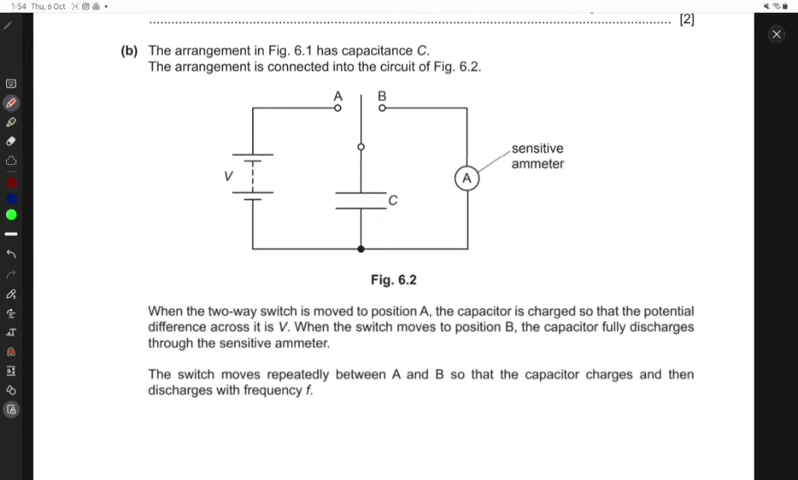 1:54 Thu, 6 Oct
[2]
(b) The arrangement in Fig. 6.1 has capacitance C.
The arrangement is connected into the circuit of Fig. 6.2.
A B
sensitive
ammeter
V
A
C
Fig. 6.2
When the two-way switch is moved to position A, the capacitor is charged so that the potential
difference across it is V. When the switch moves to position B, the capacitor fully discharges
through the sensitive ammeter.
The switch moves repeatedly between A and B so that the capacitor charges and then
discharges with frequency f.